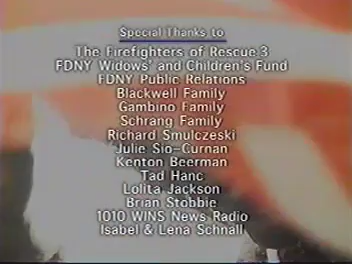 Special Thanks to
The Firefighters of Rescue 3
FDNY Widows' and Children's Fund
FDNY Public Relations
Blackwell Family
Gambino Family
Schrang Family
Richard Smulczeski
Julie Sio-Curnan
Kenton Beerman
Tad Hanc
Lolita Jackson
Brian Stobbie
1010 WINS News Radio
Isabel & Lena Schnall